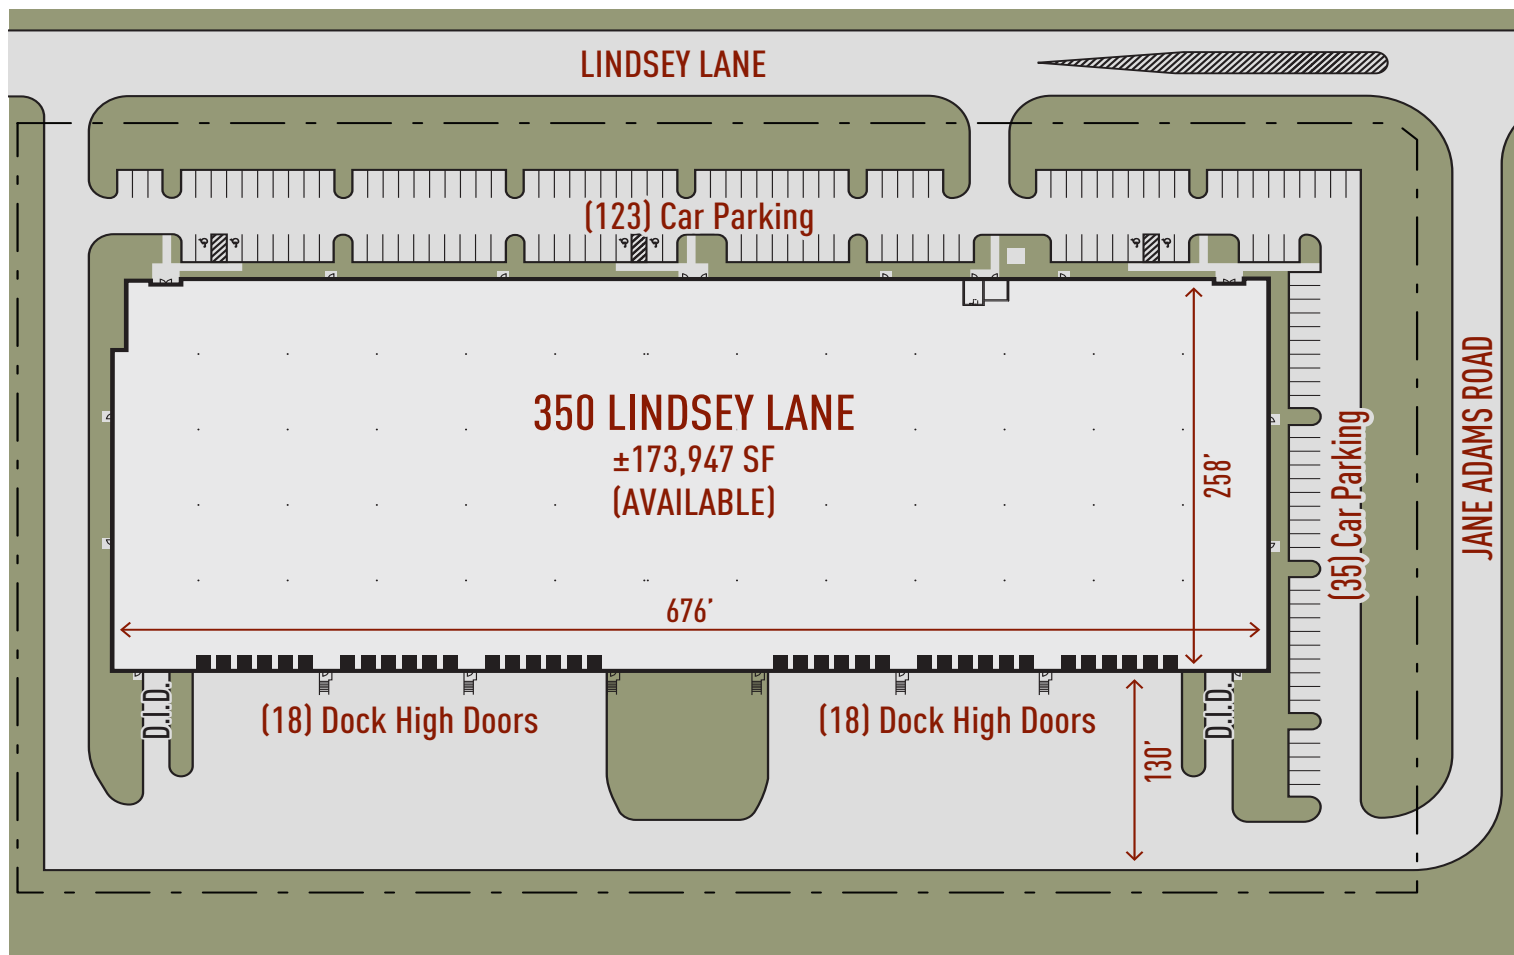 LINDSEY LANE
(123) Car Parking
350 LINDSEY LANE
±173,947 SF
(AVAILABLE)
258'
676'
(35) Car Parking
JANE ADAMS ROAD
D.I.D.
(18) Dock High Doors
(18) Dock High Doors
D.I.D.
130'